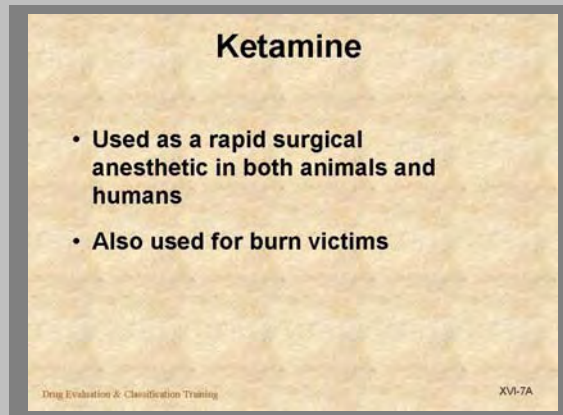 Ketamine
• Used as a rapid surgical
anesthetic in both animals and
humans
• Also used for burn victims
Drug Evaluation & Classification Training
XVI-7A